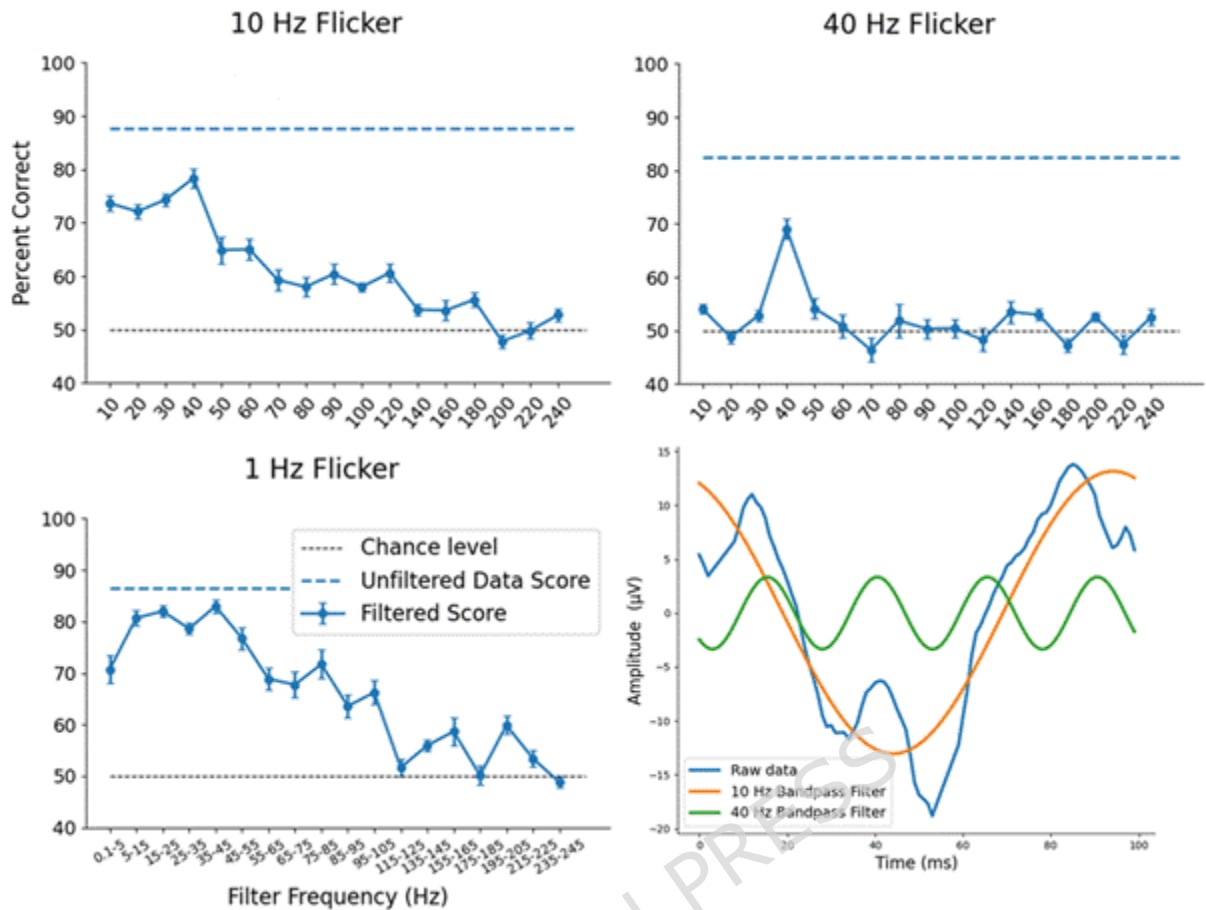 10 Hz Flicker
40 Hz Flicker
Percent Correct
100
90
80
70
60
50
40
10 20 30 40 50 60 70 80 90 100 120 140 160 180 200 220 240
100
90
80
70
60
50
40
10 20 30 40 50 60 70 80 90 100 120 140 160 180 200 220 240
1 Hz Flicker
100
90
80
70
60
50
40
Chance level
Unfiltered Data Score
Filtered Score
0.1-5 5-15 15-25 25-35 35-45 45-55 55-65 65-75 75-85 85-95 95-105 115-125 135-145 155-165 175-185 195-205 215-225 235-245
Filter Frequency (Hz)
Amplitude (µV)
15
10
5
0
−5
−10
−15
−20
Raw data
10 Hz Bandpass Filter
40 Hz Bandpass Filter
0 20 40 60 80 100
Time (ms)
PRESS